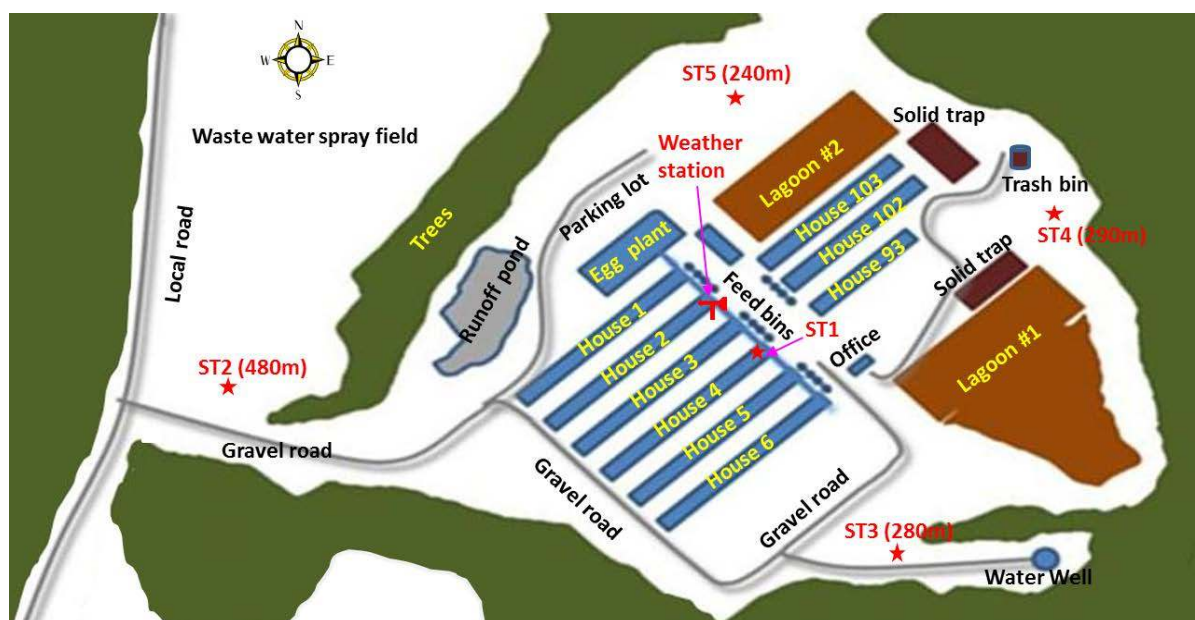 N
W E
S
ST5 (240m)
Waste water spray field
Weather
station
Solid trap
Lagoon #2
House 103
House 102
House 93
Trash bin
ST4 (290m)
Trees
Parking lot
Egg plant
Local road
Runoff pond
Feed bins
Solid trap
House 1
House 2
House 3
House 4
House 5
House 6
ST1
Office
Lagoon #1
ST2 (480m)
Gravel road
Gravel road
Gravel road
ST3 (280m)
Water Well